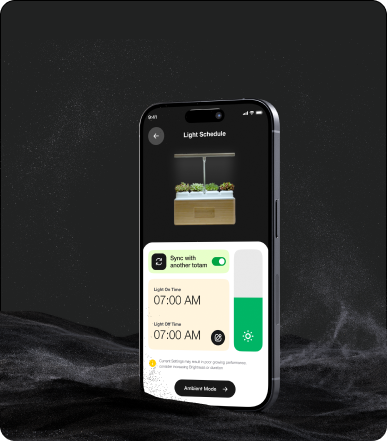 9:41
Light Schedule
Sync with
another totam
Light On Time
07:00 AM
Light Off Time
07:00 AM
Current Settings may result in poor growing performance,
consider increasing Brightness or duration
Ambient Mode